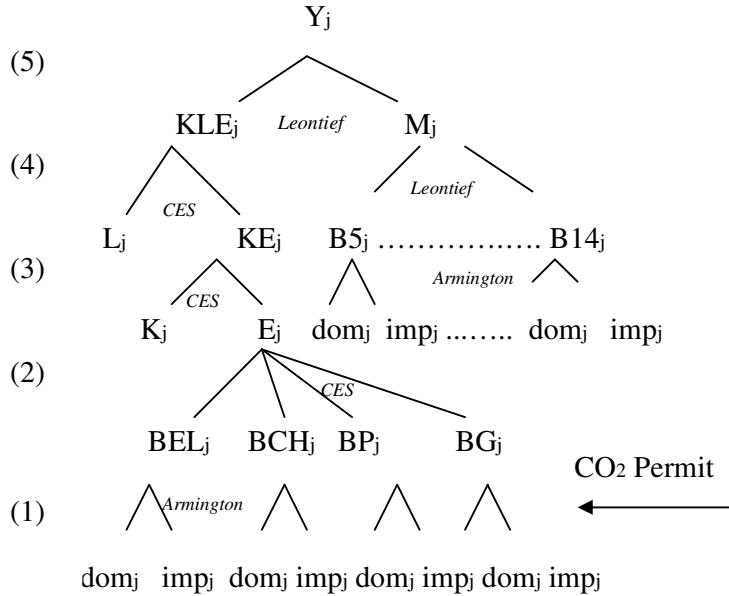 Yj
(5)
KLEj Leontief Mj
(4)
CES Leontief
Lj KEj B5j ………….….. B14j
(3) Armington
CES
Kj Ej domj impj ...….. domj impj
(2)
CES
BELj BCHj BPj BGj
CO2 Permit
(1) Armington
domj impj domj impj domj impj domj impj